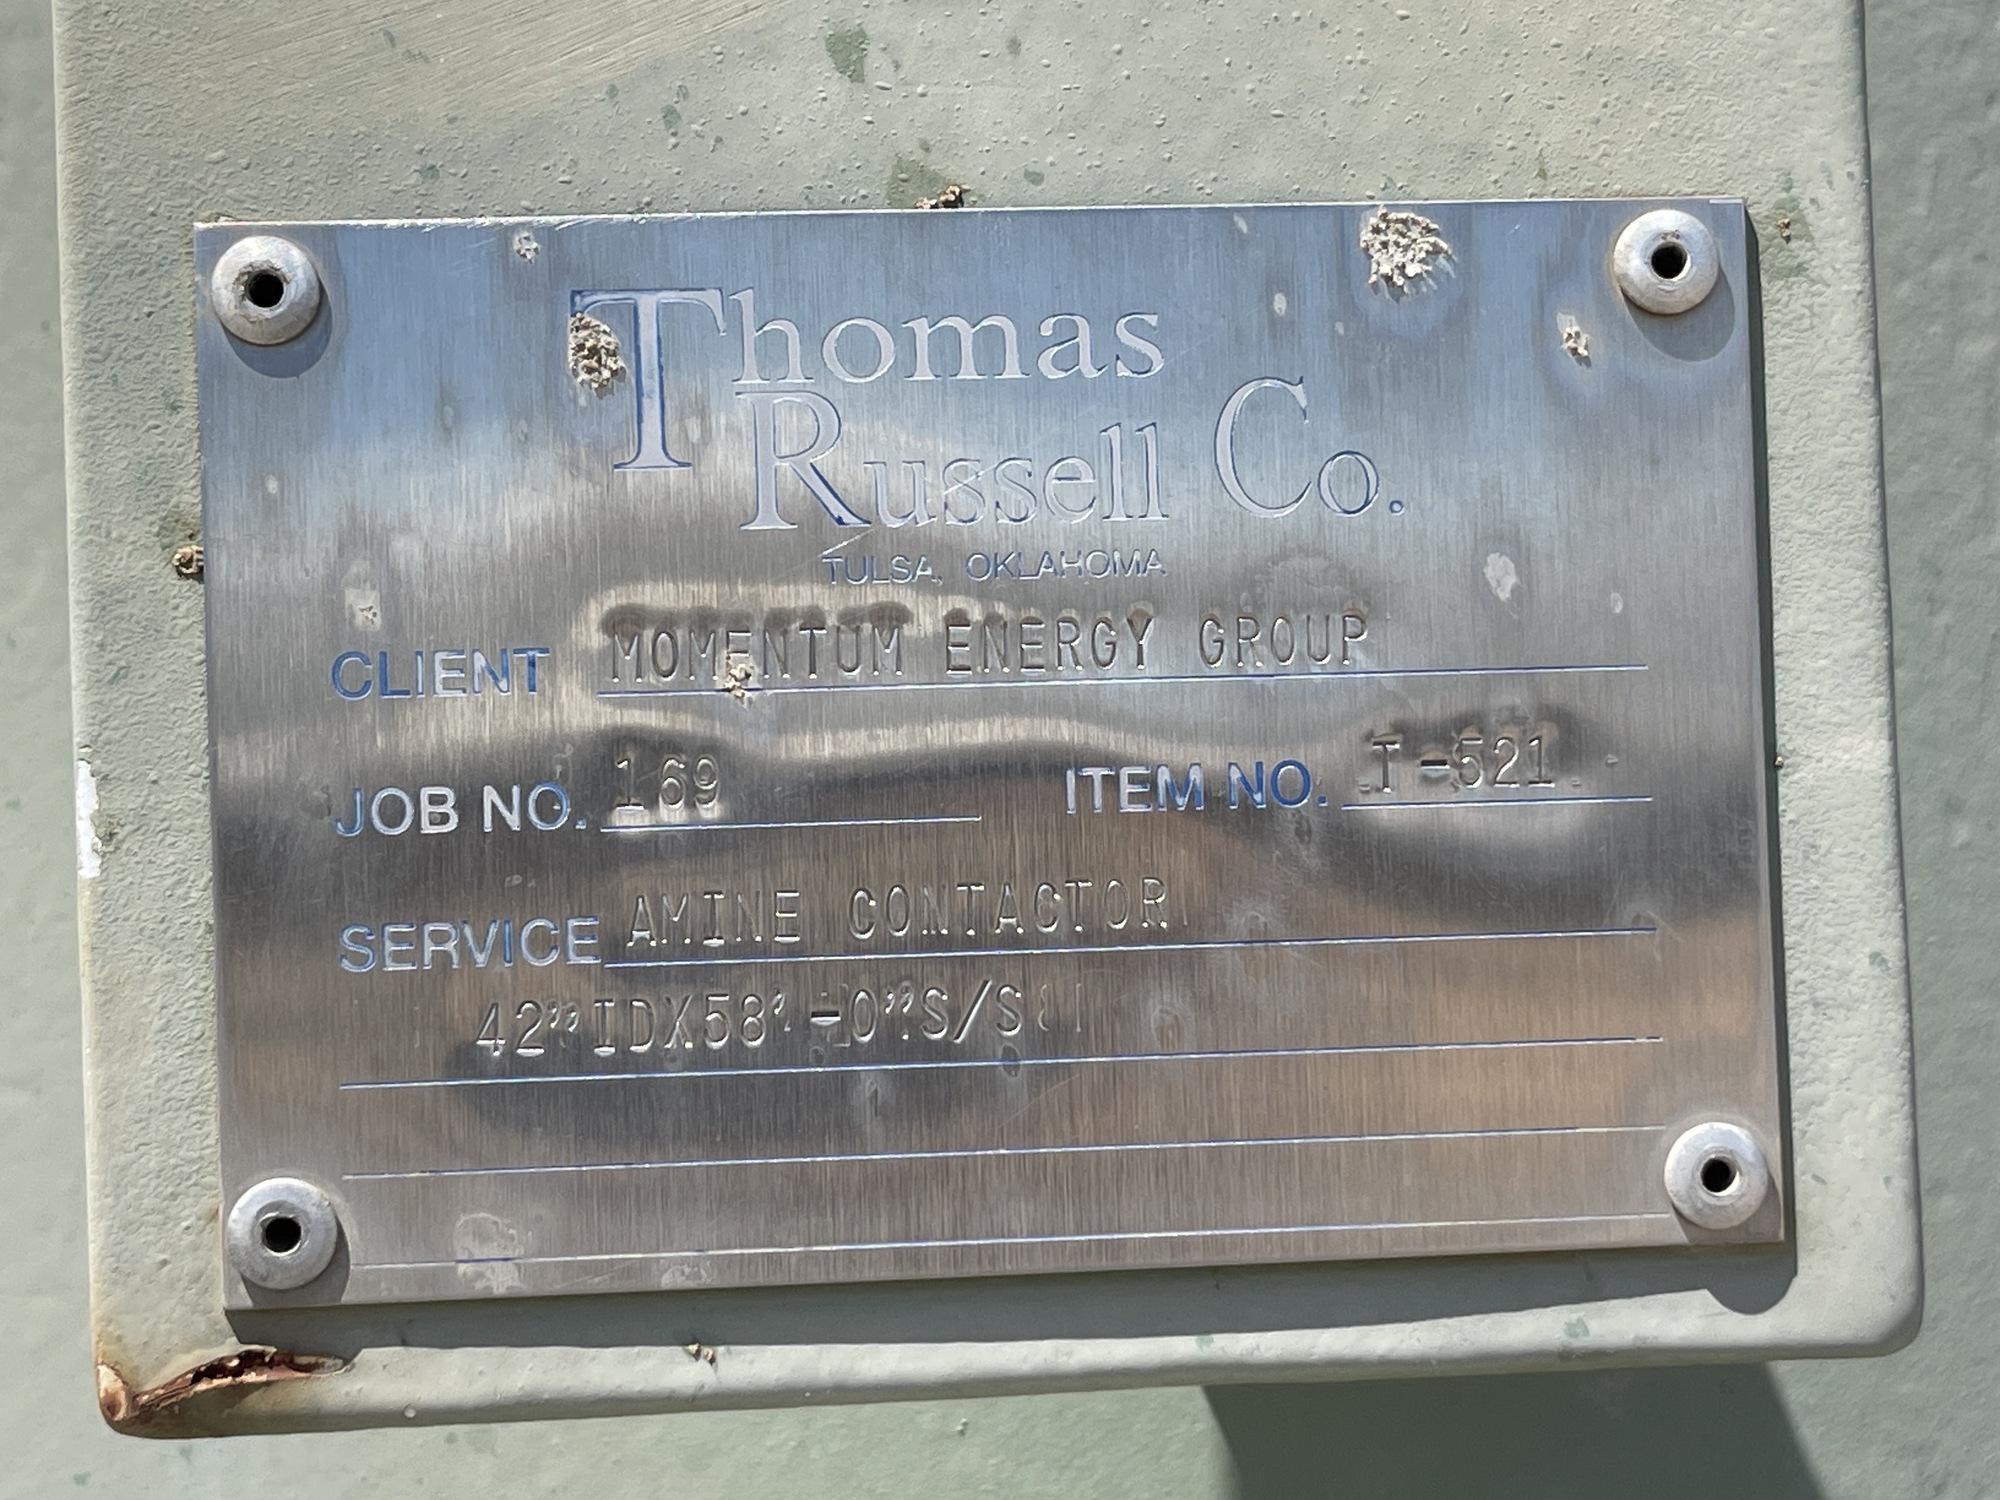 Thomas
Russell Co.
TULSA, OKLAHOMA
CLIENT MOMENTUM ENERGY GROUP
JOB NO. 169 ITEM NO. T-521
SERVICE AMINE CONTACTOR
42"IDX58'-0"S/S